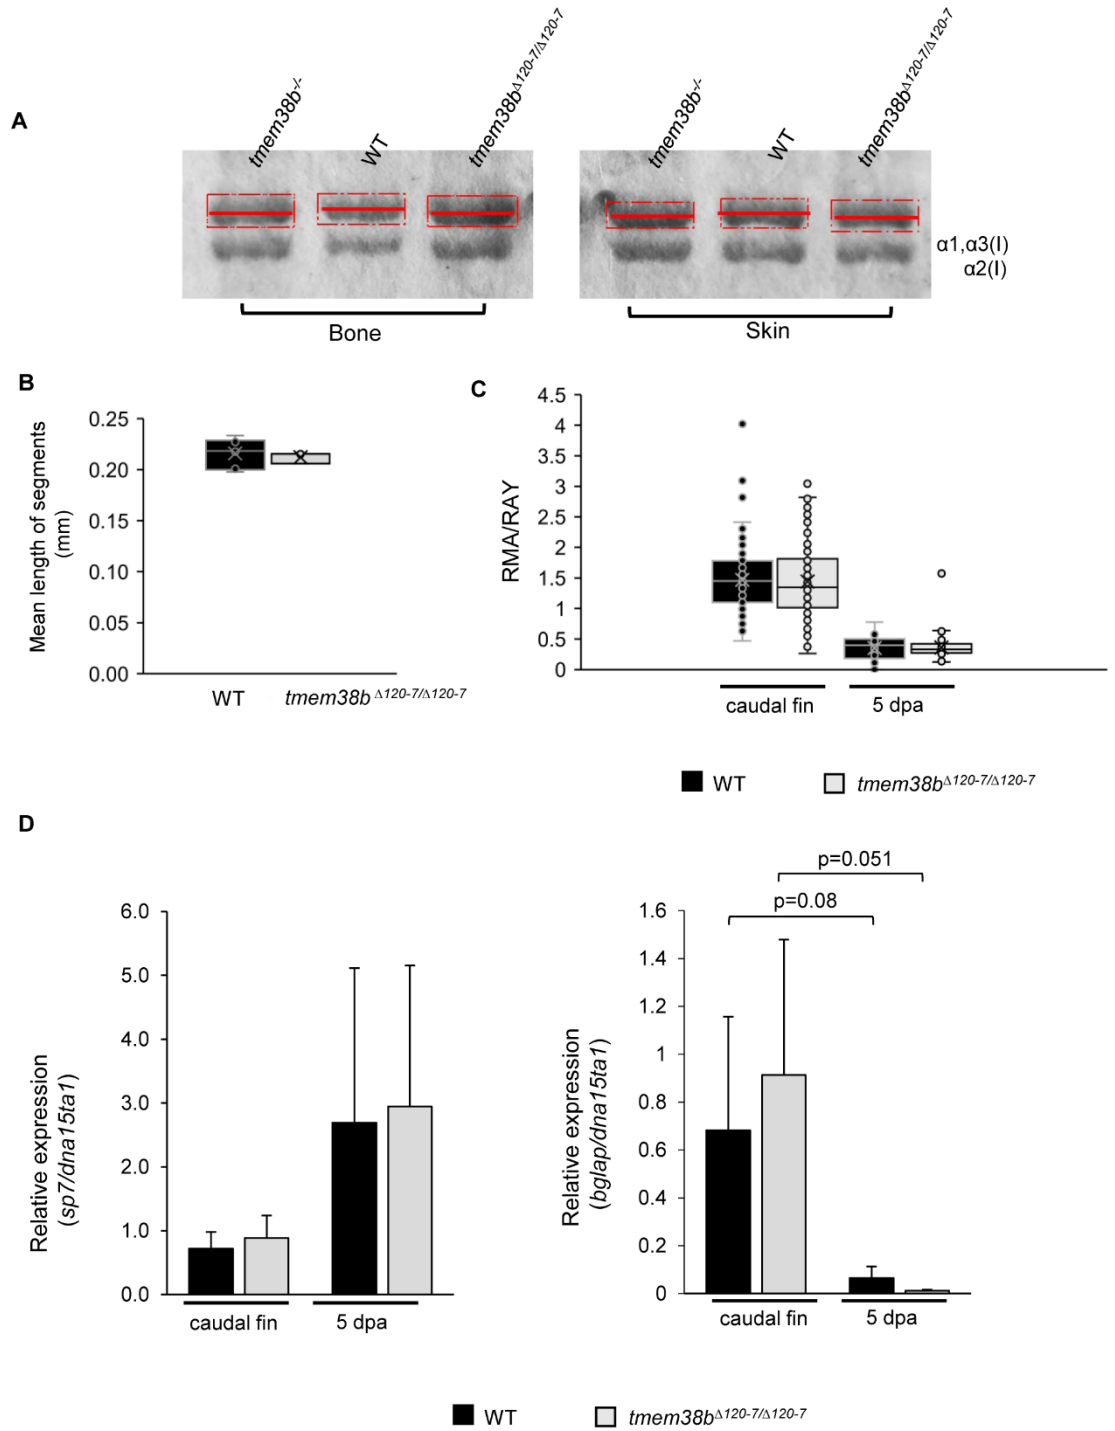 A
tmem38b-/-
WT
tmem38bΔ120-7/Δ120-7
tmem38b-/-
WT
tmem38bΔ120-7/Δ120-7
α1,α3(I)
α2(I)
Bone
Skin
B
Mean length of segments
(mm)
0.25
0.20
0.15
0.10
0.05
0.00
WT
tmem38b Δ120-7/Δ120-7
C
RMA/RAY
4.5
4
3.5
3
2.5
2
1.5
1
0.5
0
caudal fin
5 dpa
WT
tmem38bΔ120-7/Δ120-7
D
Relative expression
(sp7/dna15ta1)
6.0
5.0
4.0
3.0
2.0
1.0
0.0
caudal fin
5 dpa
p=0.051
p=0.08
Relative expression
(bglap/dna15ta1)
1.6
1.4
1.2
1
0.8
0.6
0.4
0.2
0
caudal fin
5 dpa
WT
tmem38bΔ120-7/Δ120-7